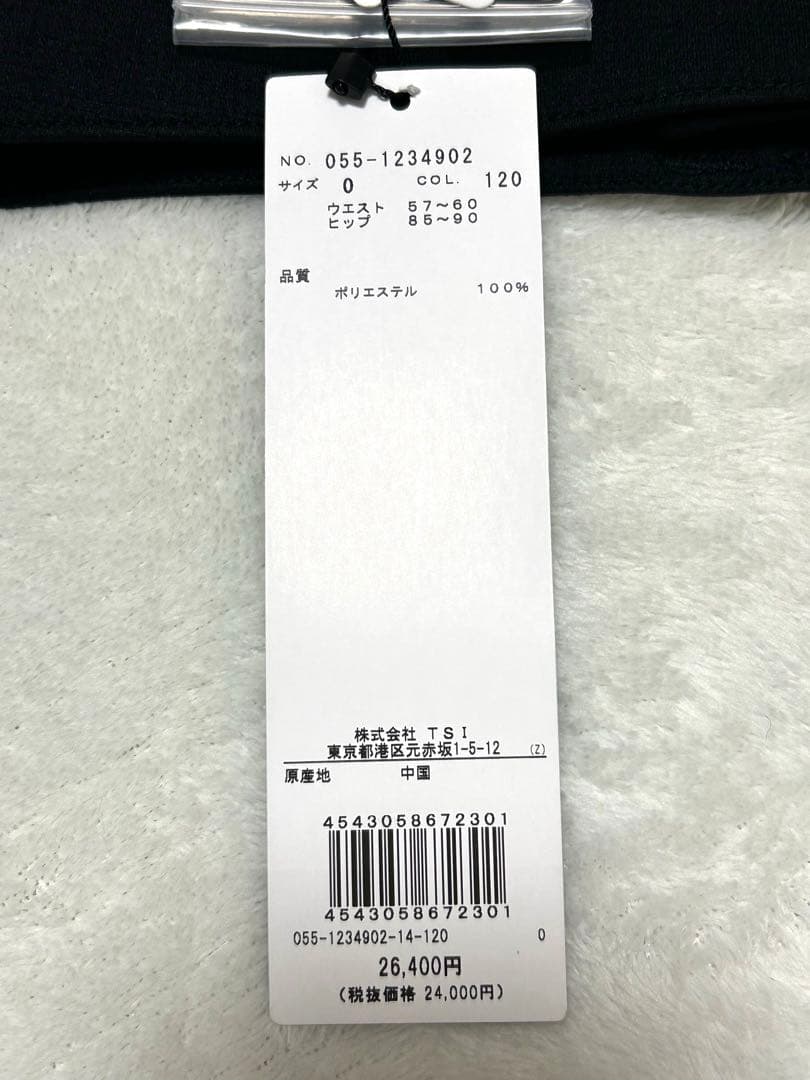 NO. 055-1234902
サイズ 0 COL. 120
ウエスト 57〜60
ヒップ 85〜90
品質
ポリエステル 100%
株式会社 TSI
東京都港区元赤坂1-5-12 (Z)
原産地 中国
4543058672301
4543058672301
055-1234902-14-120 0
26,400円
(税抜価格 24,000円)